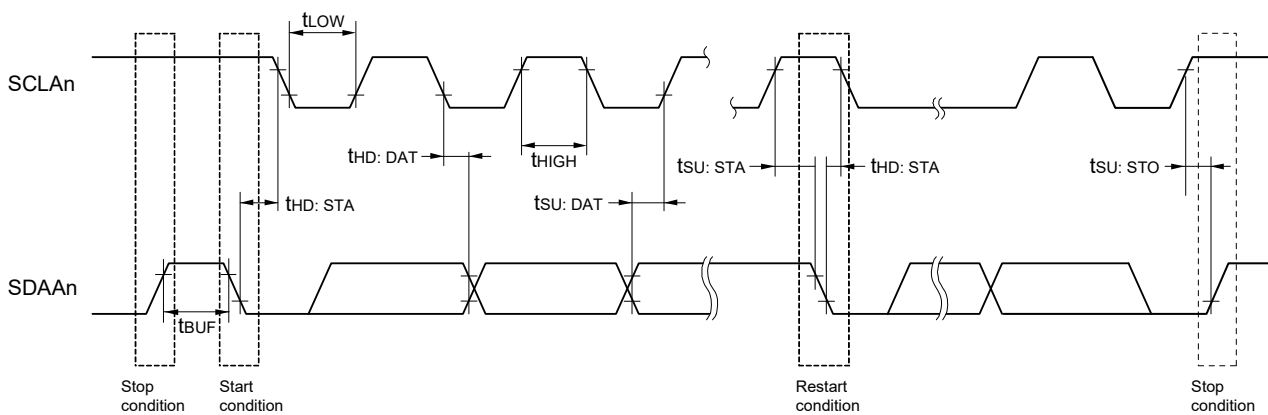 tLOW
SCLAn
tHD: DAT
tHIGH
tSU: STA
tHD: STA
tSU: STO
tHD: STA
tSU: DAT
SDAAn
tBUF
Stop
condition
Start
condition
Restart
condition
Stop
condition